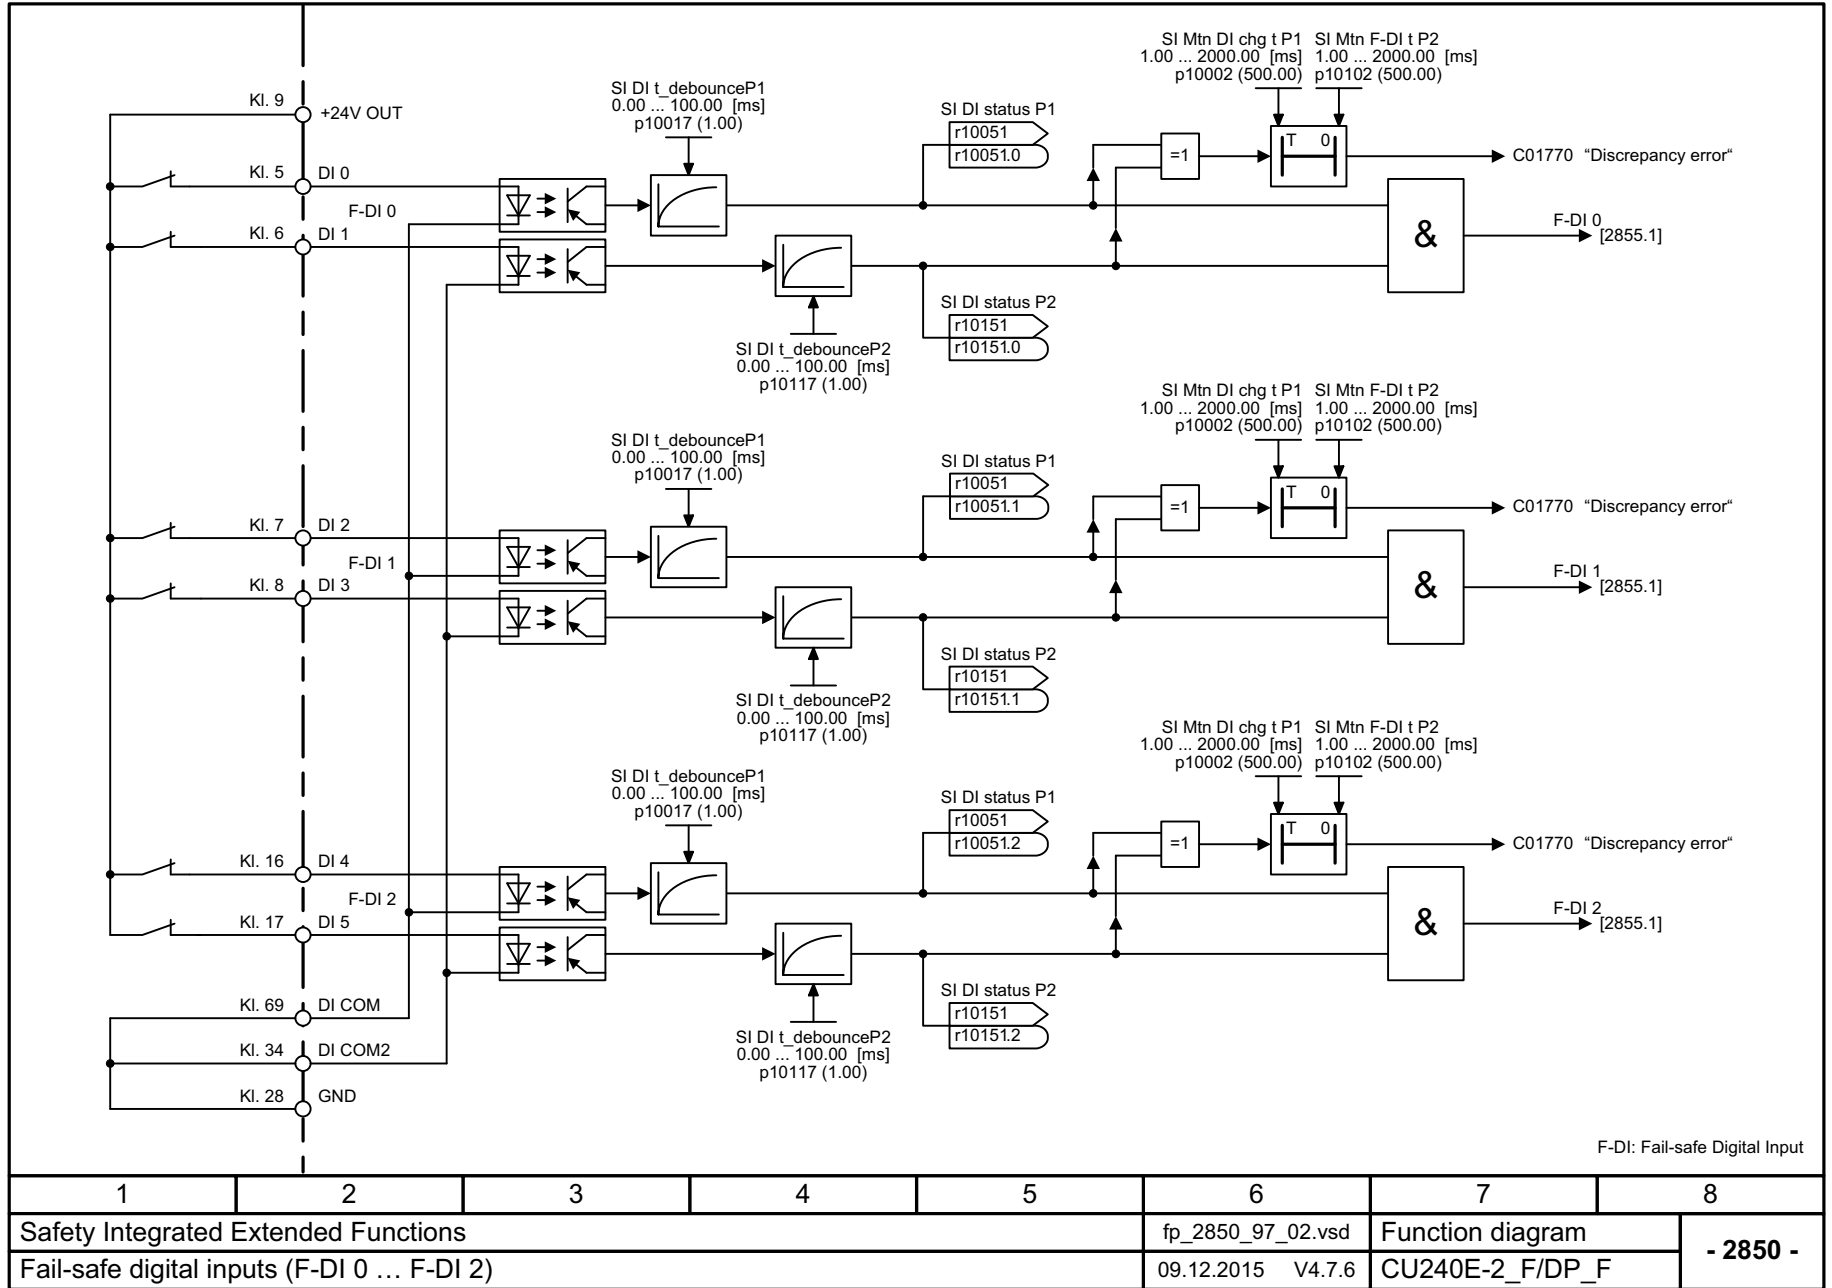 SI Mtn DI chg t P1 SI Mtn F-DI t P2
1.00 ... 2000.00 [ms] 1.00 ... 2000.00 [ms]
p10002 (500.00) p10102 (500.00)
SI DI t_debounceP1
0.00 ... 100.00 [ms]
p10017 (1.00)
Kl. 9 +24V OUT
SI DI status P1
r10051
r10051.0
=1
T 0
C01770 “Discrepancy error“
Kl. 5 DI 0
F-DI 0
Kl. 6 DI 1
&
F-DI 0
[2855.1]
SI DI status P2
r10151
r10151.0
SI DI t_debounceP2
0.00 ... 100.00 [ms]
p10117 (1.00)
SI Mtn DI chg t P1 SI Mtn F-DI t P2
1.00 ... 2000.00 [ms] 1.00 ... 2000.00 [ms]
p10002 (500.00) p10102 (500.00)
SI DI t_debounceP1
0.00 ... 100.00 [ms]
p10017 (1.00)
SI DI status P1
r10051
r10051.1
=1
T 0
C01770 “Discrepancy error“
Kl. 7 DI 2
F-DI 1
Kl. 8 DI 3
&
F-DI 1
[2855.1]
SI DI status P2
r10151
r10151.1
SI DI t_debounceP2
0.00 ... 100.00 [ms]
p10117 (1.00)
SI Mtn DI chg t P1 SI Mtn F-DI t P2
1.00 ... 2000.00 [ms] 1.00 ... 2000.00 [ms]
p10002 (500.00) p10102 (500.00)
SI DI t_debounceP1
0.00 ... 100.00 [ms]
p10017 (1.00)
SI DI status P1
r10051
r10051.2
=1
T 0
C01770 “Discrepancy error“
Kl. 16 DI 4
F-DI 2
Kl. 17 DI 5
&
F-DI 2
[2855.1]
SI DI status P2
r10151
r10151.2
SI DI t_debounceP2
0.00 ... 100.00 [ms]
p10117 (1.00)
Kl. 69 DI COM
Kl. 34 DI COM2
Kl. 28 GND
F-DI: Fail-safe Digital Input
1 2 3 4 5 6 7 8
Safety Integrated Extended Functions fp_2850_97_02.vsd Function diagram
- 2850 -
Fail-safe digital inputs (F-DI 0 … F-DI 2) 09.12.2015 V4.7.6 CU240E-2_F/DP_F